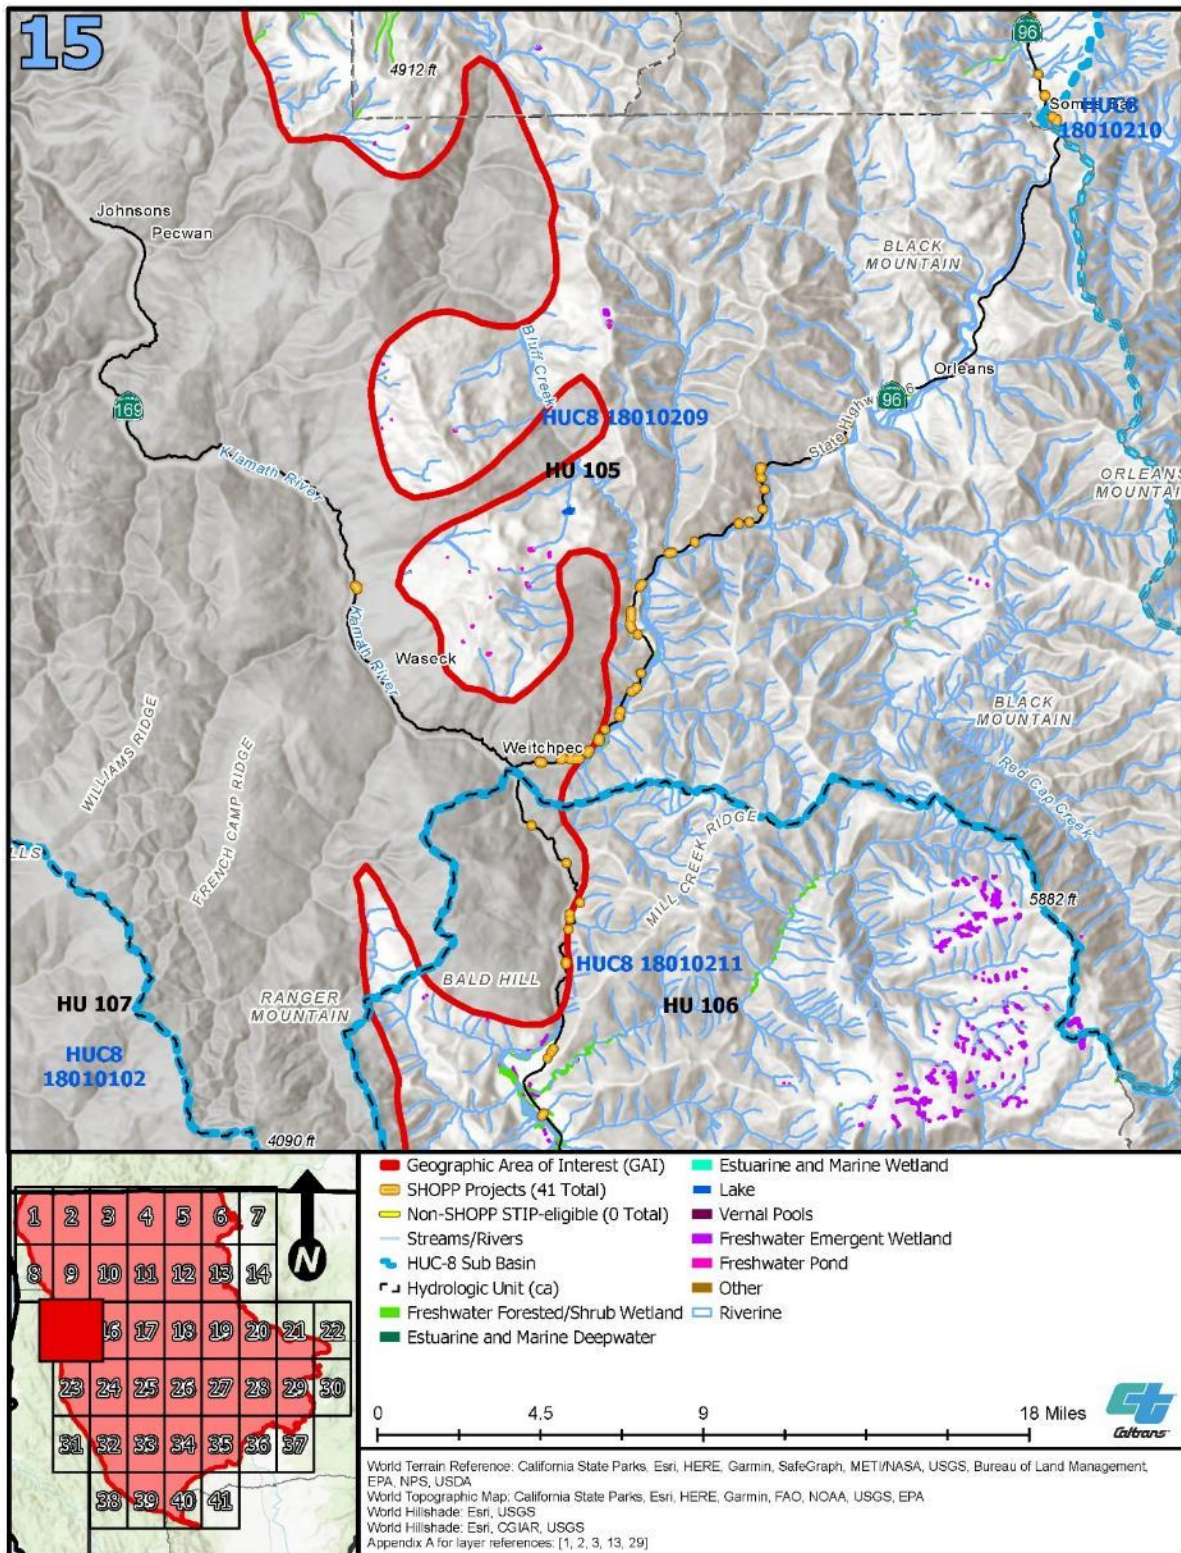 15
4912 ft
96
Somes Bar
HUC8
18010210
Johnsons
Pecwan
BLACK
MOUNTAIN
Bluff Creek
Orleans
169
96
HUC8 18010209
State Highway 96
Klamath River
HU 105
ORLEANS
MOUNTAI
Klamath River
Waseck
WILLIAMS RIDGE
BLACK
MOUNTAIN
Weitchpec
FRENCH CAMP RIDGE
Red Cap Creek
MILL CREEK RIDGE
LLS
5882 ft
HUC8 18010211
BALD HILL
HU 107
RANGER
MOUNTAIN
HU 106
HUC8
18010102
4090 ft
1 2 3 4 5 6 7
8 9 10 11 12 13 14
16 17 18 19 20 21 22
23 24 25 26 27 28 29 30
31 32 33 34 35 36 37
38 39 40 41
N
Geographic Area of Interest (GAI)
SHOPP Projects (41 Total)
Non-SHOPP STIP-eligible (0 Total)
Streams/Rivers
HUC-8 Sub Basin
Hydrologic Unit (ca)
Freshwater Forested/Shrub Wetland
Estuarine and Marine Deepwater
Estuarine and Marine Wetland
Lake
Vernal Pools
Freshwater Emergent Wetland
Freshwater Pond
Other
Riverine
0 4.5 9 18 Miles
Caltrans
World Terrain Reference: California State Parks, Esri, HERE, Garmin, SafeGraph, METI/NASA, USGS, Bureau of Land Management,
EPA, NPS, USDA
World Topographic Map: California State Parks, Esri, HERE, Garmin, FAO, NOAA, USGS, EPA
World Hillshade: Esri, USGS
World Hillshade: Esri, CGIAR, USGS
Appendix A for layer references: [1, 2, 3, 13, 29]